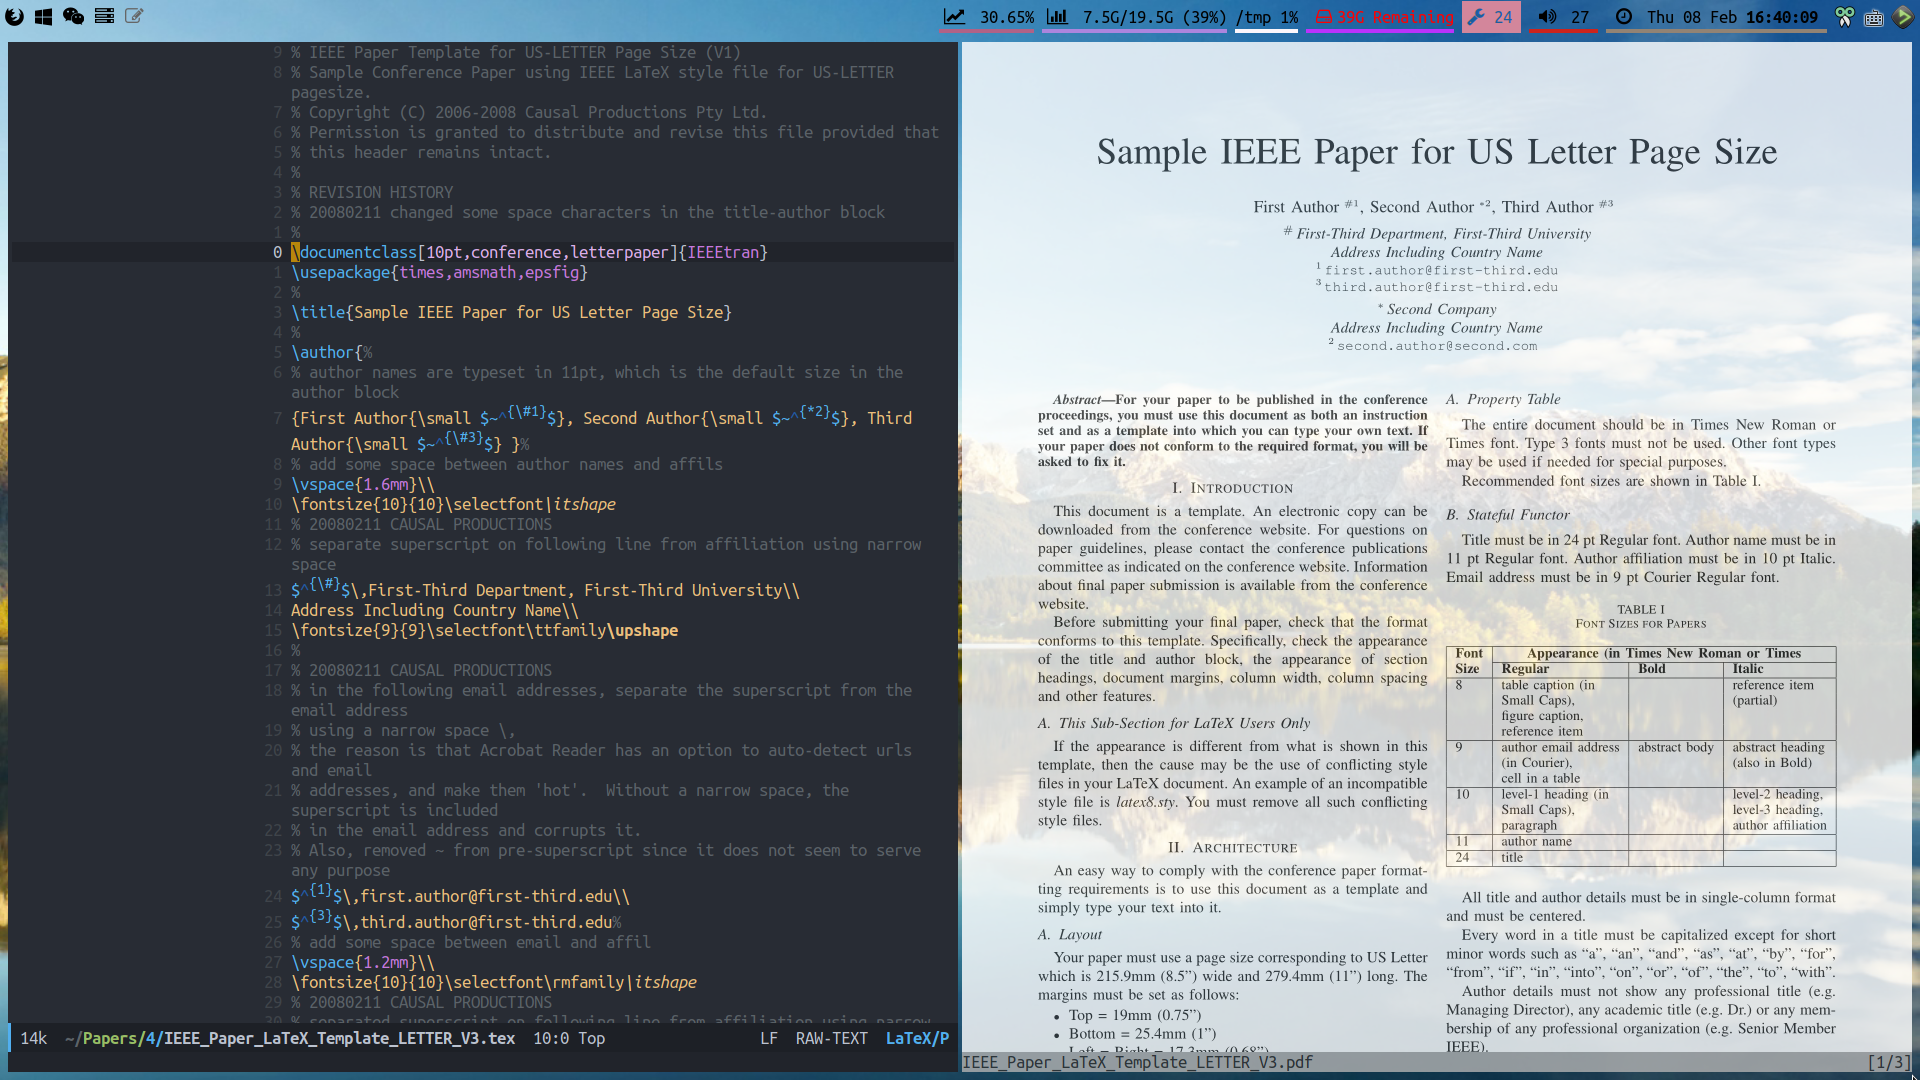 30.65% 7.5G/19.5G (39%) /tmp 1% 39G Remaining 24 27 Thu 08 Feb 16:40:09
9 % IEEE Paper Template for US-LETTER Page Size (V1)
8 % Sample Conference Paper using IEEE LaTeX style file for US-LETTER
pagesize.
7 % Copyright (C) 2006-2008 Causal Productions Pty Ltd.
6 % Permission is granted to distribute and revise this file provided that
5 % this header remains intact.
4 %
3 % REVISION HISTORY
2 % 20080211 changed some space characters in the title-author block
1 %
0 \documentclass[10pt,conference,letterpaper]{IEEEtran}
1 \usepackage{times,amsmath,epsfig}
2 %
3 \title{Sample IEEE Paper for US Letter Page Size}
4 %
5 \author{%
6 % author names are typeset in 11pt, which is the default size in the
author block
7 {First Author{\small $~^{\#1}$}, Second Author{\small $~^{*2}$}, Third
Author{\small $~^{\#3}$} }%
8 % add some space between author names and affils
9 \vspace{1.6mm}\\
10 \fontsize{10}{10}\selectfont\itshape
11 % 20080211 CAUSAL PRODUCTIONS
12 % separate superscript on following line from affiliation using narrow
space
13 $^{\#}$\,First-Third Department, First-Third University\\
14 Address Including Country Name\\
15 \fontsize{9}{9}\selectfont\ttfamily\upshape
16 %
17 % 20080211 CAUSAL PRODUCTIONS
18 % in the following email addresses, separate the superscript from the
email address
19 % using a narrow space \,
20 % the reason is that Acrobat Reader has an option to auto-detect urls
and email
21 % addresses, and make them 'hot'.  Without a narrow space, the
superscript is included
22 % in the email address and corrupts it.
23 % Also, removed ~ from pre-superscript since it does not seem to serve
any purpose
24 $^{1}$\,first.author@first-third.edu\\
25 $^{3}$\,third.author@first-third.edu%
26 % add some space between email and affil
27 \vspace{1.2mm}\\
28 \fontsize{10}{10}\selectfont\rmfamily\itshape
29 % 20080211 CAUSAL PRODUCTIONS
30 % separated superscript on following line from affiliation using narrow
14k ~/Papers/4/IEEE_Paper_LaTeX_Template_LETTER_V3.tex 10:0 Top LF RAW-TEXT LaTeX/P
Sample IEEE Paper for US Letter Page Size
First Author #1, Second Author *2, Third Author #3
# First-Third Department, First-Third University
Address Including Country Name
1 first.author@first-third.edu
3 third.author@first-third.edu
* Second Company
Address Including Country Name
2 second.author@second.com
Abstract—For your paper to be published in the conference
proceedings, you must use this document as both an instruction
set and as a template into which you can type your own text. If
your paper does not conform to the required format, you will be
asked to fix it.
I. Introduction
This document is a template. An electronic copy can be
downloaded from the conference website. For questions on
paper guidelines, please contact the conference publications
committee as indicated on the conference website. Information
about final paper submission is available from the conference
website.
Before submitting your final paper, check that the format
conforms to this template. Specifically, check the appearance
of the title and author block, the appearance of section
headings, document margins, column width, column spacing
and other features.
A. This Sub-Section for LaTeX Users Only
If the appearance is different from what is shown in this
template, then the cause may be the use of conflicting style
files in your LaTeX document. An example of an incompatible
style file is latex8.sty. You must remove all such conflicting
style files.
II. Architecture
An easy way to comply with the conference paper format-
ting requirements is to use this document as a template and
simply type your text into it.
A. Layout
Your paper must use a page size corresponding to US Letter
which is 215.9mm (8.5”) wide and 279.4mm (11”) long. The
margins must be set as follows:
• Top = 19mm (0.75”)
• Bottom = 25.4mm (1”)
• Left = Right = 17.3mm (0.68”)
A. Property Table
The entire document should be in Times New Roman or
Times font. Type 3 fonts must not be used. Other font types
may be used if needed for special purposes.
Recommended font sizes are shown in Table I.
B. Stateful Functor
Title must be in 24 pt Regular font. Author name must be in
11 pt Regular font. Author affiliation must be in 10 pt Italic.
Email address must be in 9 pt Courier Regular font.
TABLE I
Font Sizes for Papers
Font Appearance (in Times New Roman or Times
Size Regular Bold Italic
8 table caption (in reference item
Small Caps), (partial)
figure caption,
reference item
9 author email address abstract body abstract heading
(in Courier), (also in Bold)
cell in a table
10 level-1 heading (in level-2 heading,
Small Caps), level-3 heading,
paragraph author affiliation
11 author name
24 title
All title and author details must be in single-column format
and must be centered.
Every word in a title must be capitalized except for short
minor words such as “a”, “an”, “and”, “as”, “at”, “by”, “for”,
“from”, “if”, “in”, “into”, “on”, “or”, “of”, “the”, “to”, “with”.
Author details must not show any professional title (e.g.
Managing Director), any academic title (e.g. Dr.) or any mem-
bership of any professional organization (e.g. Senior Member
IEEE).
IEEE_Paper_LaTeX_Template_LETTER_V3.pdf [1/3]